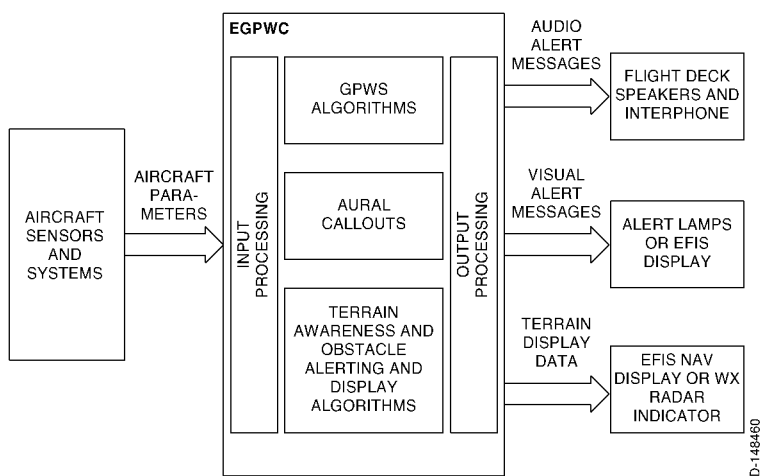 EGPWC
AIRCRAFT
SENSORS
AND
SYSTEMS
AIRCRAFT
PARA-
METERS
INPUT
PROCESSING
GPWS
ALGORITHMS
AURAL
CALLOUTS
TERRAIN
AWARENESS AND
OBSTACLE
ALERTING AND
DISPLAY
ALGORITHMS
OUTPUT
PROCESSING
AUDIO
ALERT
MESSAGES
FLIGHT DECK
SPEAKERS AND
INTERPHONE
VISUAL
ALERT
MESSAGES
ALERT LAMPS
OR EFIS
DISPLAY
TERRAIN
DISPLAY
DATA
EFIS NAV
DISPLAY OR WX
RADAR
INDICATOR
D-148460